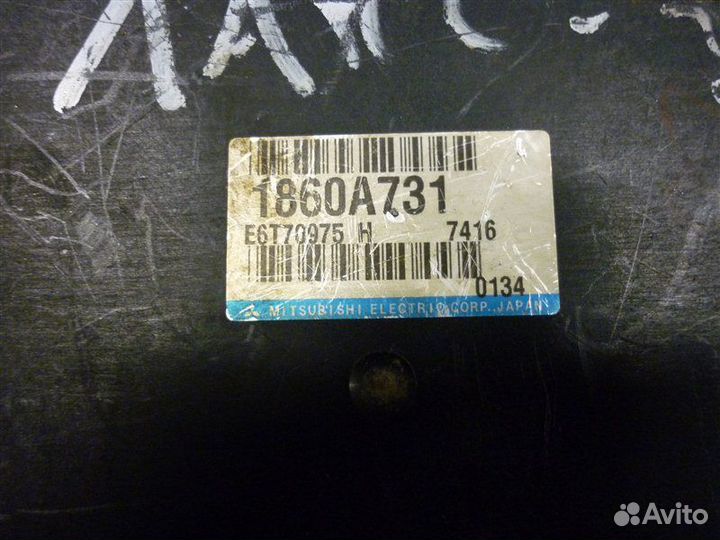 1860A731
E6T70975 H 7416
0134
MITSUBISHI ELECTRIC CORP., JAPAN
Avito